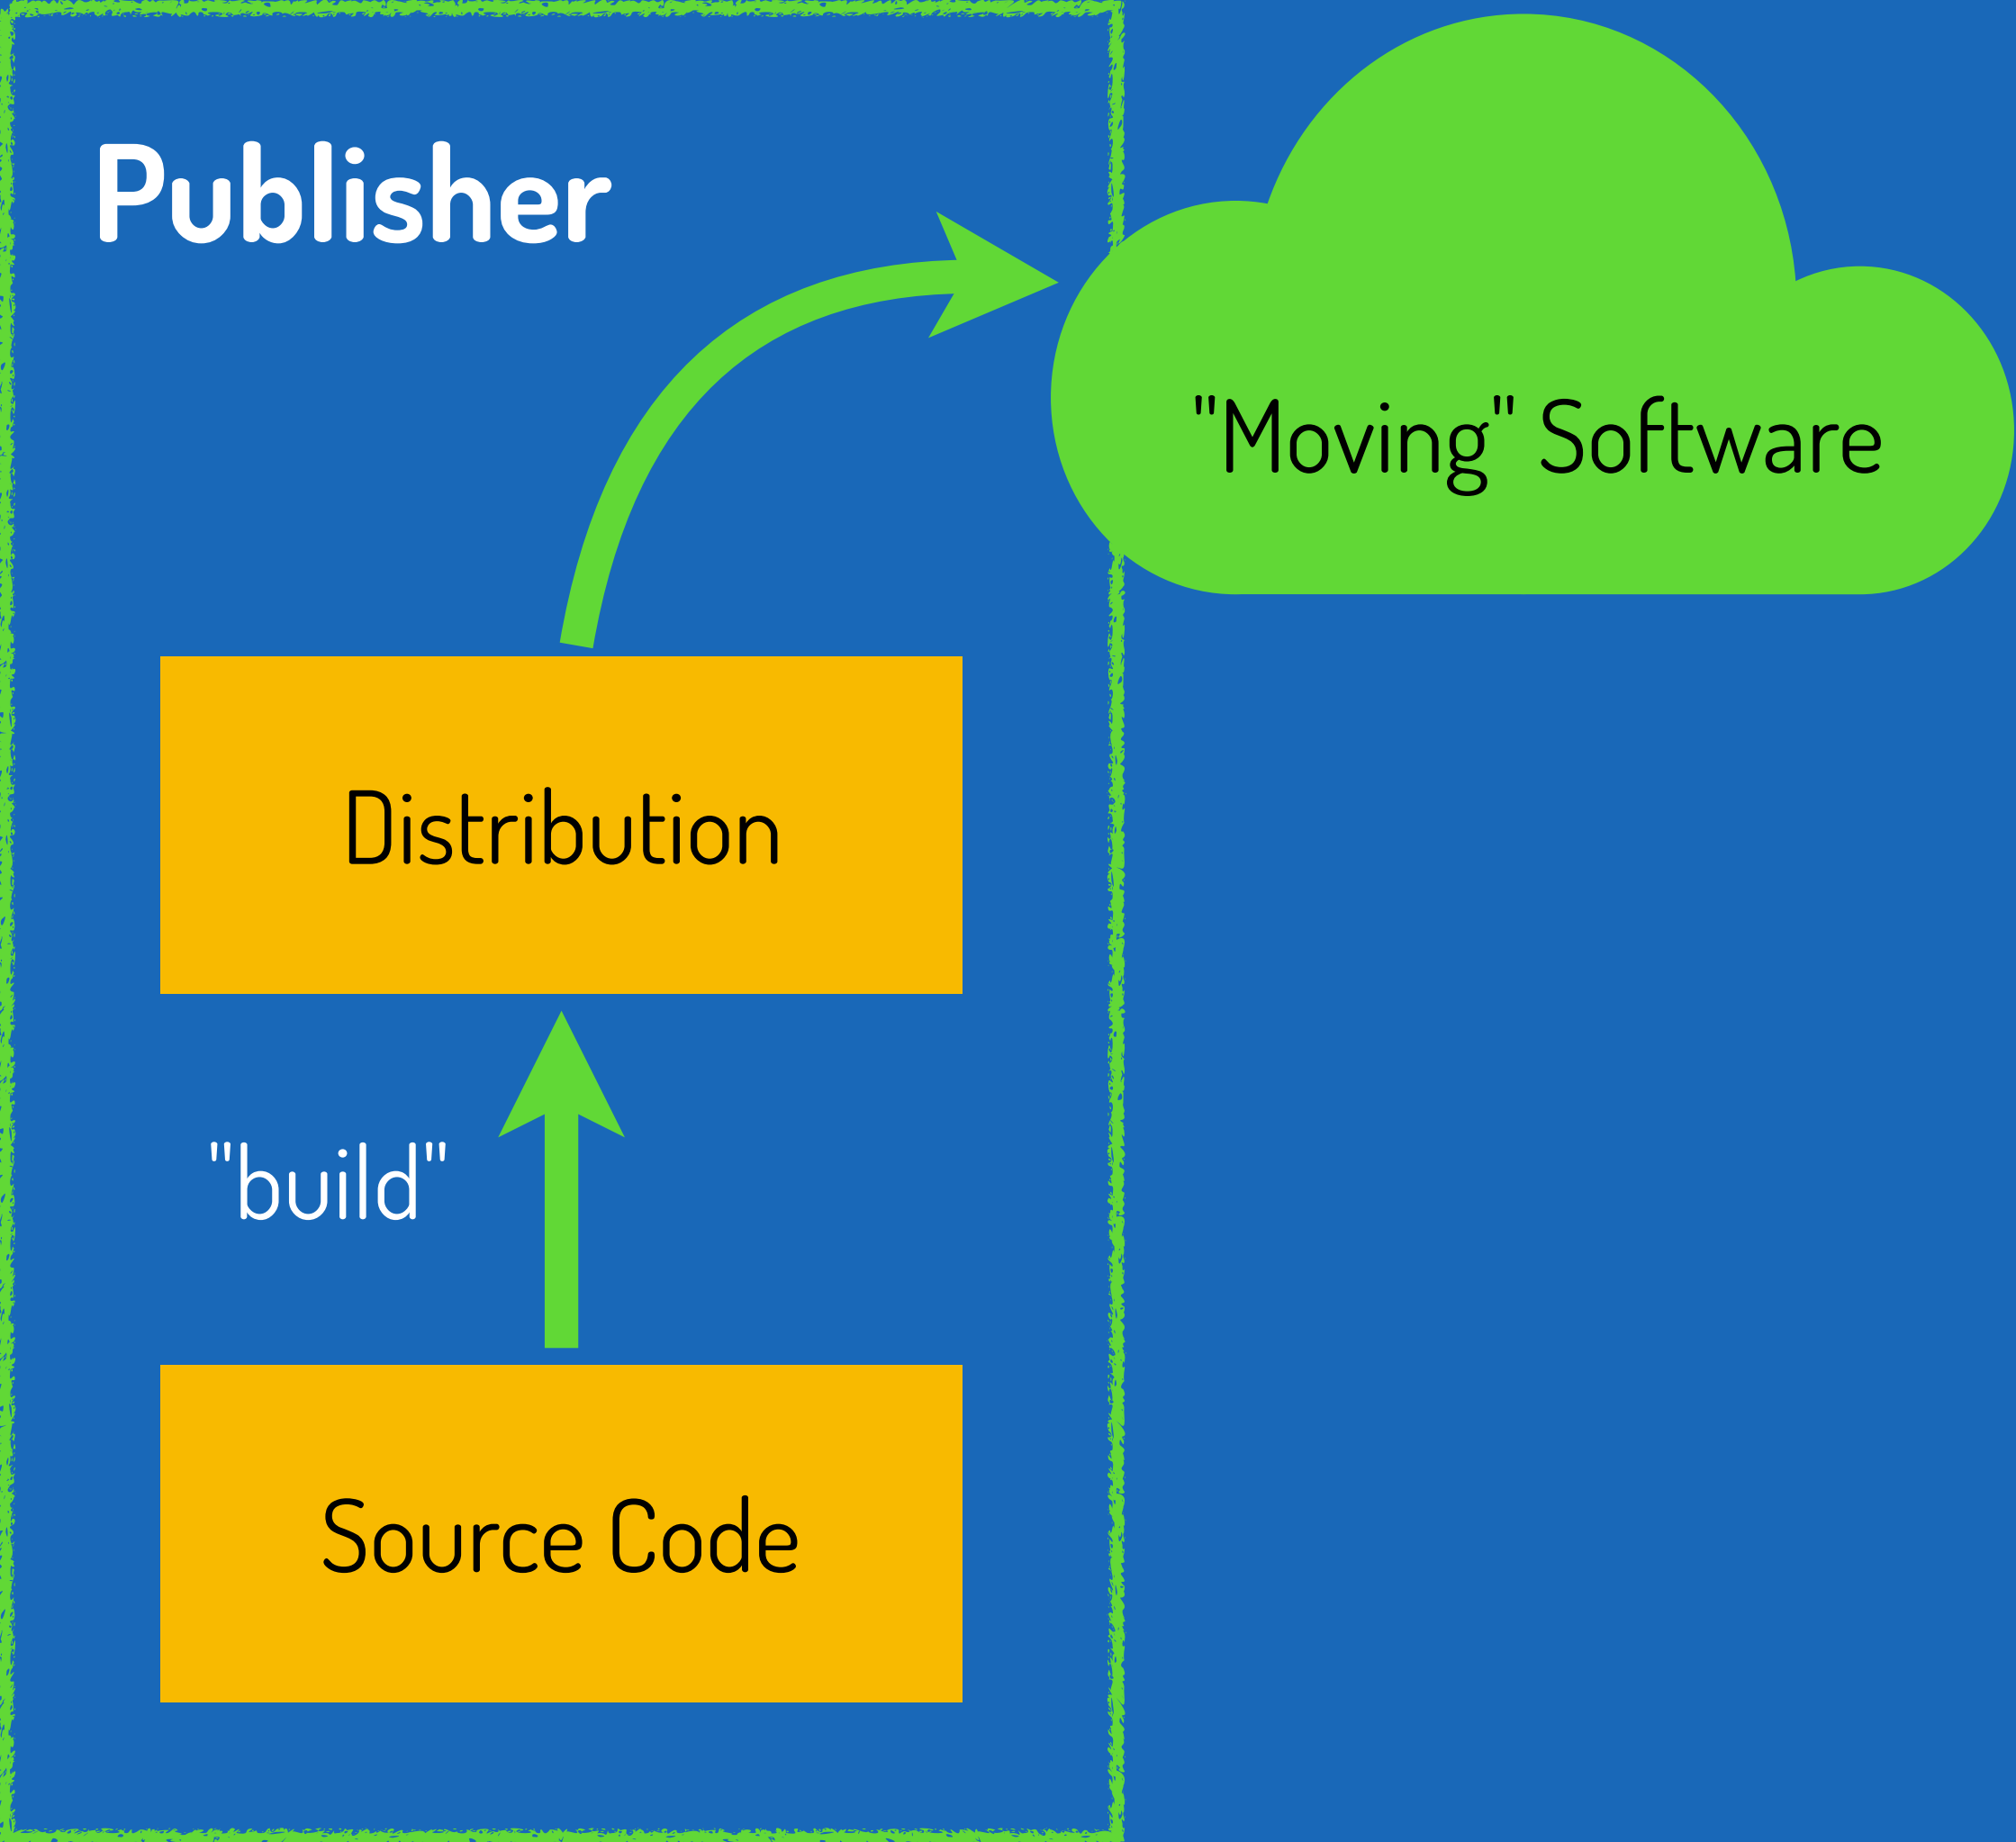 Publisher
"Moving" Software
Distribution
"build"
Source Code